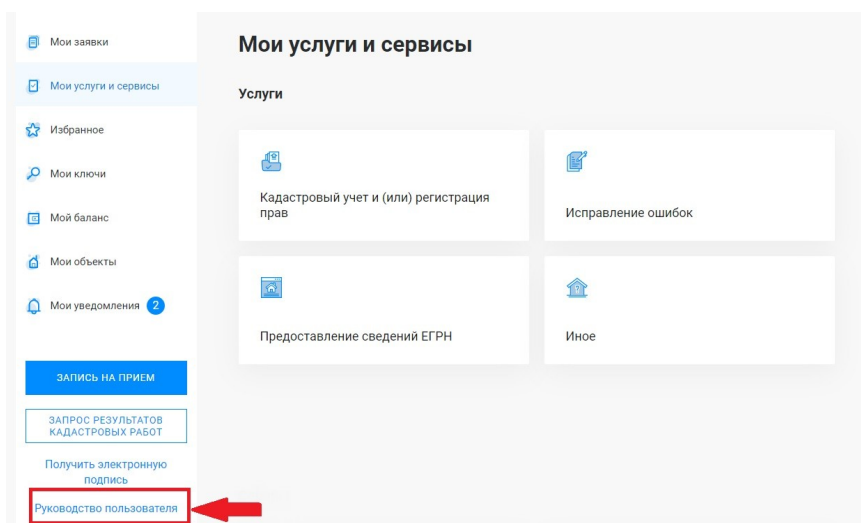 Мои заявки
Мои услуги и сервисы
Избранное
Мои ключи
Мой баланс
Мои объекты
Мои уведомления 2
ЗАПИСЬ НА ПРИЕМ
ЗАПРОС РЕЗУЛЬТАТОВ
КАДАСТРОВЫХ РАБОТ
Получить электронную
подпись
Руководство пользователя
Мои услуги и сервисы
Услуги
Кадастровый учет и (или) регистрация
прав
Исправление ошибок
Предоставление сведений ЕГРН
Иное